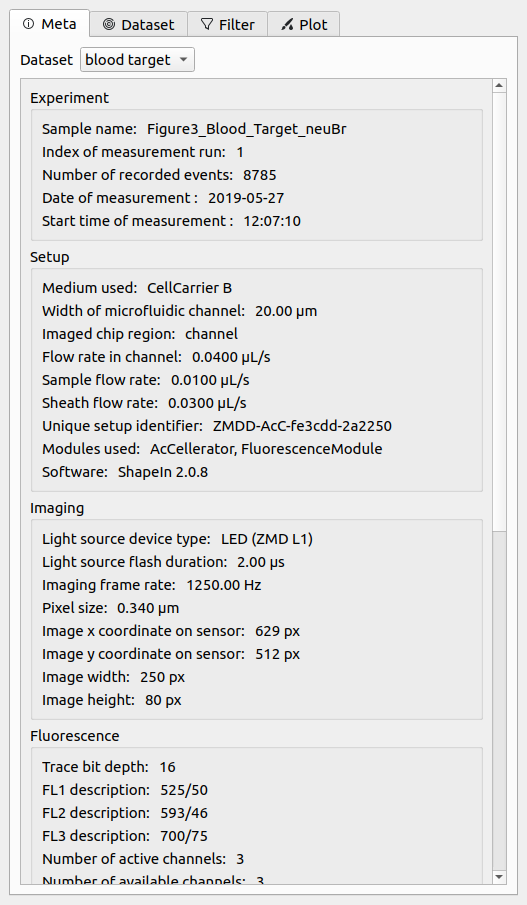 Meta Dataset Filter Plot
Dataset blood target
Experiment
Sample name: Figure3_Blood_Target_neuBr
Index of measurement run: 1
Number of recorded events: 8785
Date of measurement : 2019-05-27
Start time of measurement : 12:07:10
Setup
Medium used: CellCarrier B
Width of microfluidic channel: 20.00 µm
Imaged chip region: channel
Flow rate in channel: 0.0400 µL/s
Sample flow rate: 0.0100 µL/s
Sheath flow rate: 0.0300 µL/s
Unique setup identifier: ZMDD-AcC-fe3cdd-2a2250
Modules used: AcCellerator, FluorescenceModule
Software: ShapeIn 2.0.8
Imaging
Light source device type: LED (ZMD L1)
Light source flash duration: 2.00 µs
Imaging frame rate: 1250.00 Hz
Pixel size: 0.340 µm
Image x coordinate on sensor: 629 px
Image y coordinate on sensor: 512 px
Image width: 250 px
Image height: 80 px
Fluorescence
Trace bit depth: 16
FL1 description: 525/50
FL2 description: 593/46
FL3 description: 700/75
Number of active channels: 3
Number of available channels: 3